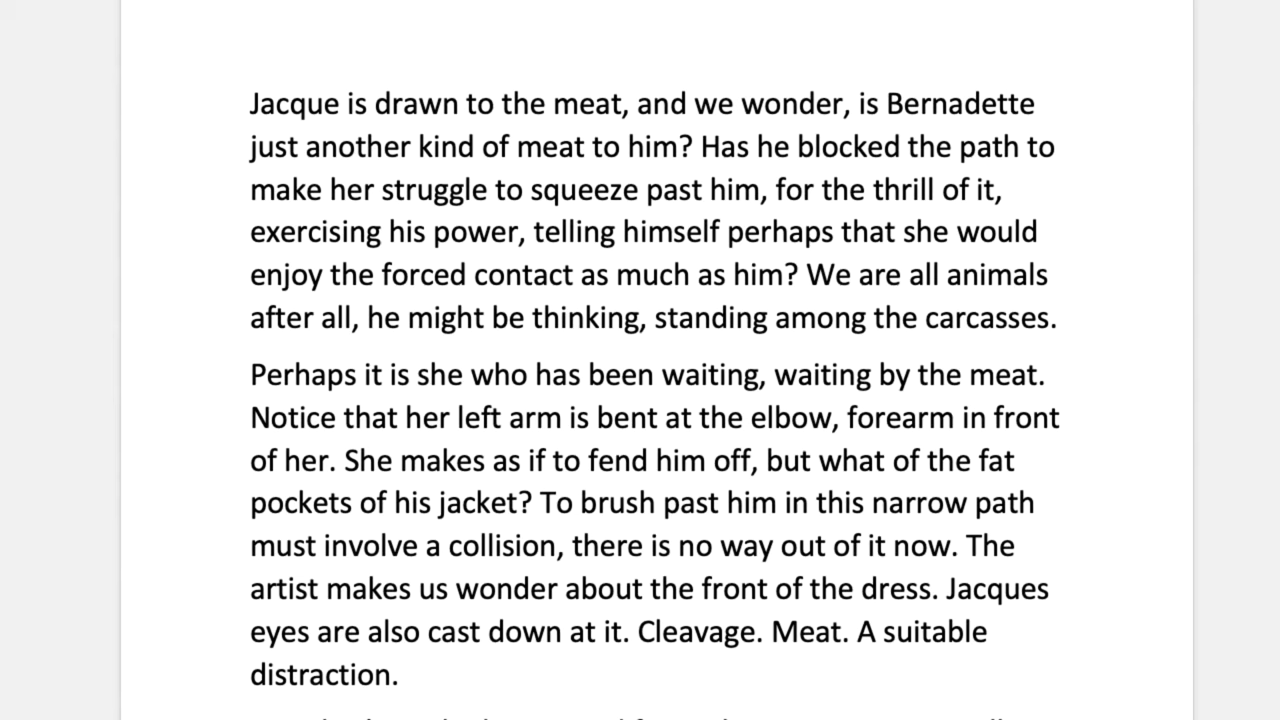 Jacque is drawn to the meat, and we wonder, is Bernadette
just another kind of meat to him? Has he blocked the path to
make her struggle to squeeze past him, for the thrill of it,
exercising his power, telling himself perhaps that she would
enjoy the forced contact as much as him? We are all animals
after all, he might be thinking, standing among the carcasses.
Perhaps it is she who has been waiting, waiting by the meat.
Notice that her left arm is bent at the elbow, forearm in front
of her. She makes as if to fend him off, but what of the fat
pockets of his jacket? To brush past him in this narrow path
must involve a collision, there is no way out of it now. The
artist makes us wonder about the front of the dress. Jacques
eyes are also cast down at it. Cleavage. Meat. A suitable
distraction.